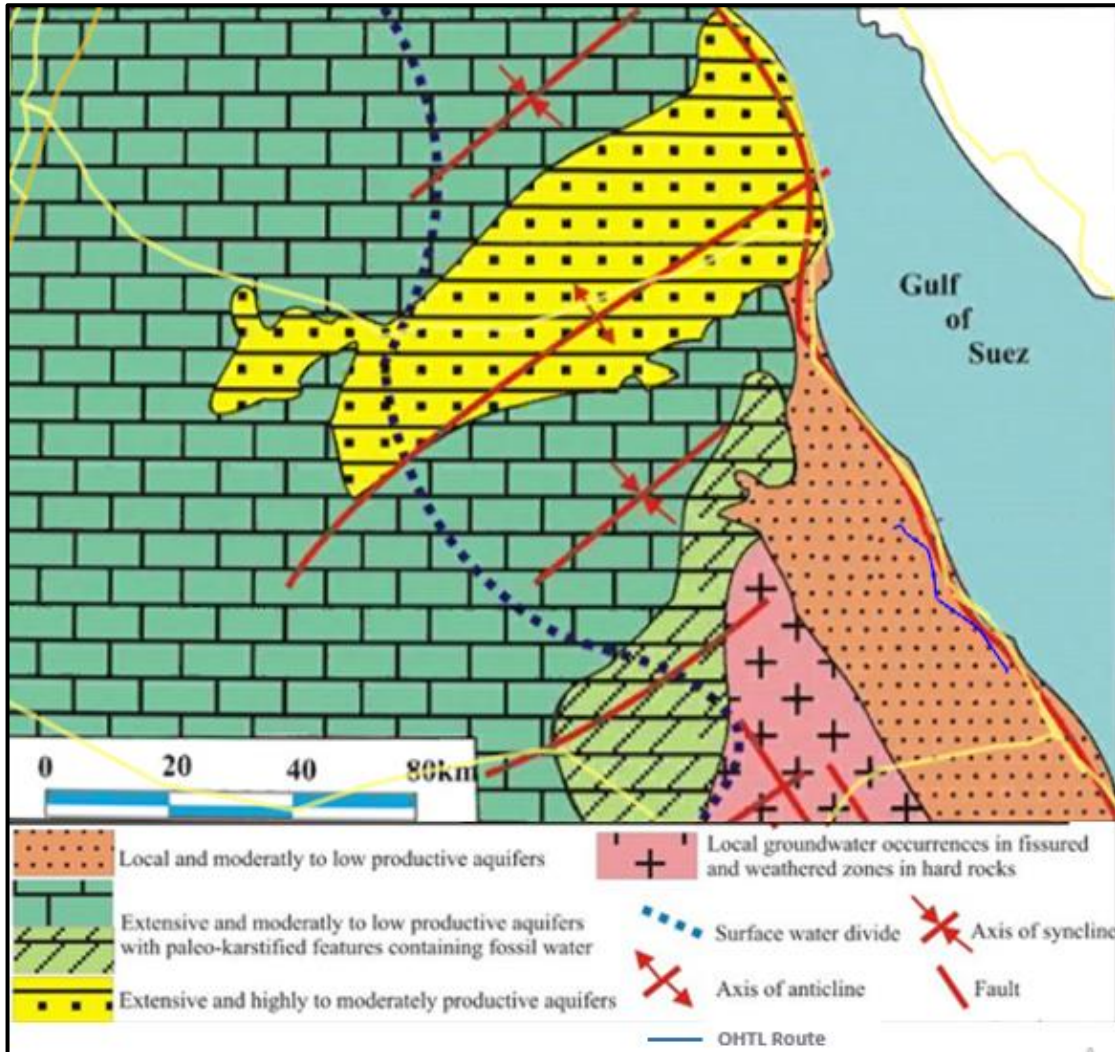 Gulf
of
Suez
0 20 40 80km
Local and moderatly to low productive aquifers
Extensive and moderatly to low productive aquifers
with paleo-karstified features containing fossil water
Extensive and highly to moderately productive aquifers
Local groundwater occurrences in fissured
and weathered zones in hard rocks
Surface water divide
Axis of syncline
Axis of anticline
Fault
OHTL Route